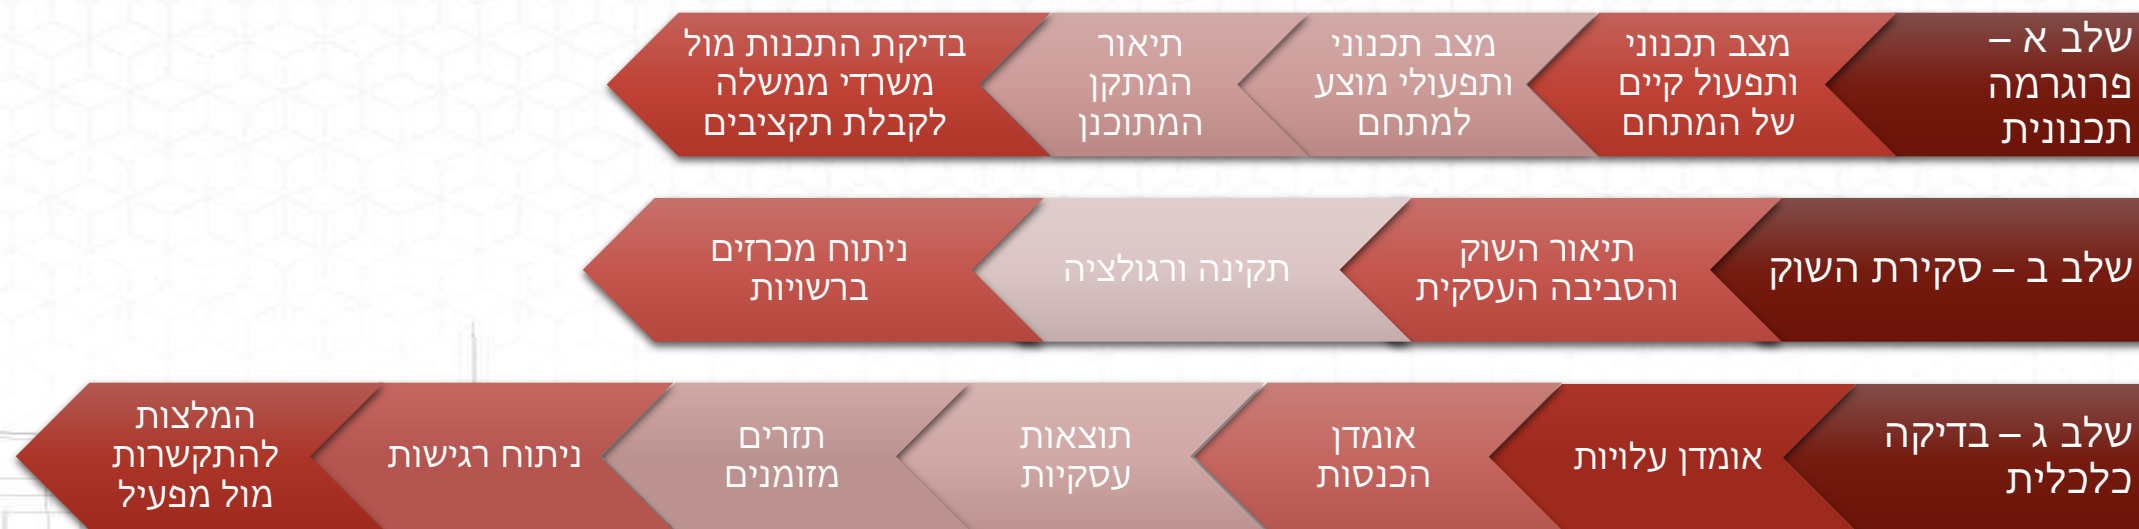 שלב א –
פרוגרמה
תכנונית
מצב תכנוני
ותפעול קיים
של המתחם
מצב תכנוני
ותפעולי מוצע
למתחם
תיאור
המתקן
המתוכנן
בדיקת התכנות מול
משרדי ממשלה
לקבלת תקציבים
שלב ב – סקירת השוק
תיאור השוק
והסביבה העסקית
תקינה ורגולציה
ניתוח מכרזים
ברשויות
שלב ג – בדיקה
כלכלית
אומדן עלויות
אומדן
הכנסות
תוצאות
עסקיות
תזרים
מזומנים
ניתוח רגישות
המלצות
להתקשרות
מול מפעיל